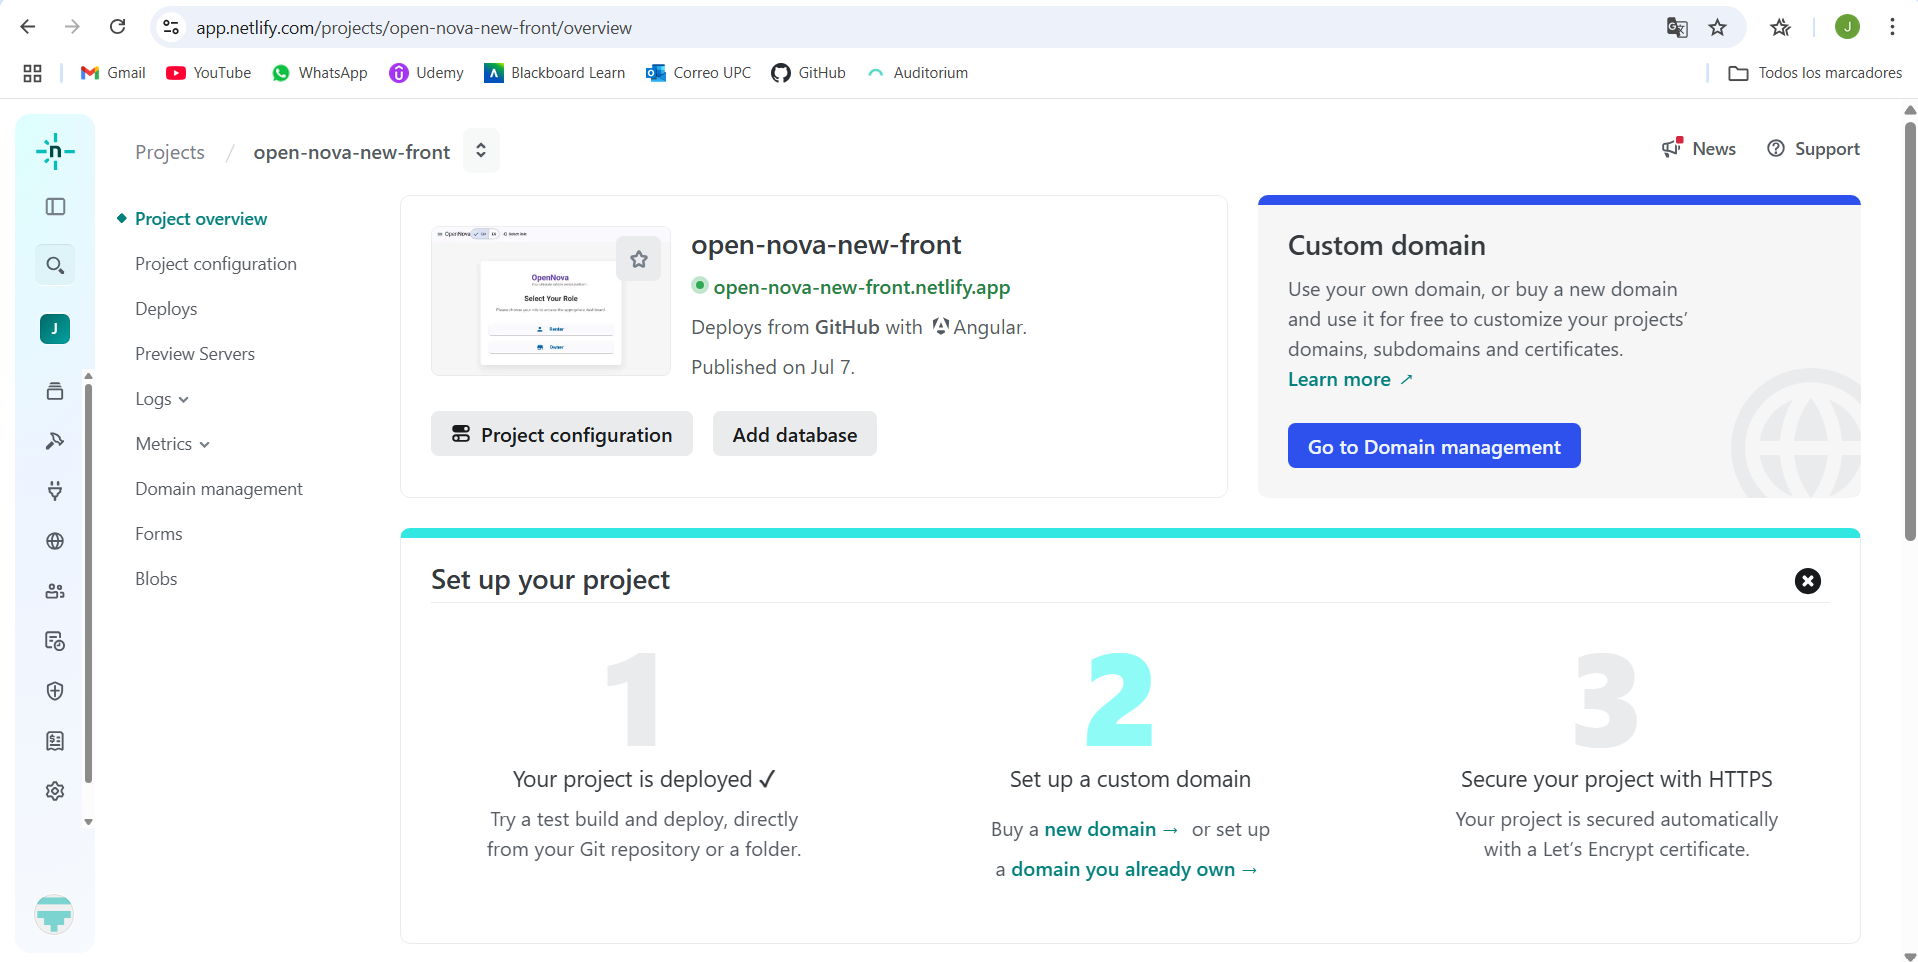 app.netlify.com/projects/open-nova-new-front/overview
J
Gmail
YouTube
WhatsApp
Udemy
Blackboard Learn
Correo UPC
GitHub
Auditorium
Todos los marcadores
n
Projects / open-nova-new-front
News
Support
J
Project overview
Project configuration
Deploys
Preview Servers
Logs
Metrics
Domain management
Forms
Blobs
OpenNova
Select Your Role
Renter
Owner
open-nova-new-front
open-nova-new-front.netlify.app
Deploys from GitHub with Angular.
Published on Jul 7.
Project configuration
Add database
Custom domain
Use your own domain, or buy a new domain
and use it for free to customize your projects’
domains, subdomains and certificates.
Learn more ↗
Go to Domain management
Set up your project
1
Your project is deployed ✓
Try a test build and deploy, directly
from your Git repository or a folder.
2
Set up a custom domain
Buy a new domain → or set up
a domain you already own →
3
Secure your project with HTTPS
Your project is secured automatically
with a Let’s Encrypt certificate.